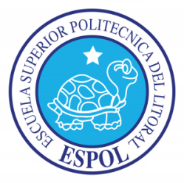 ESCUELA SUPERIOR POLITECNICA DEL LITORAL
ESPOL